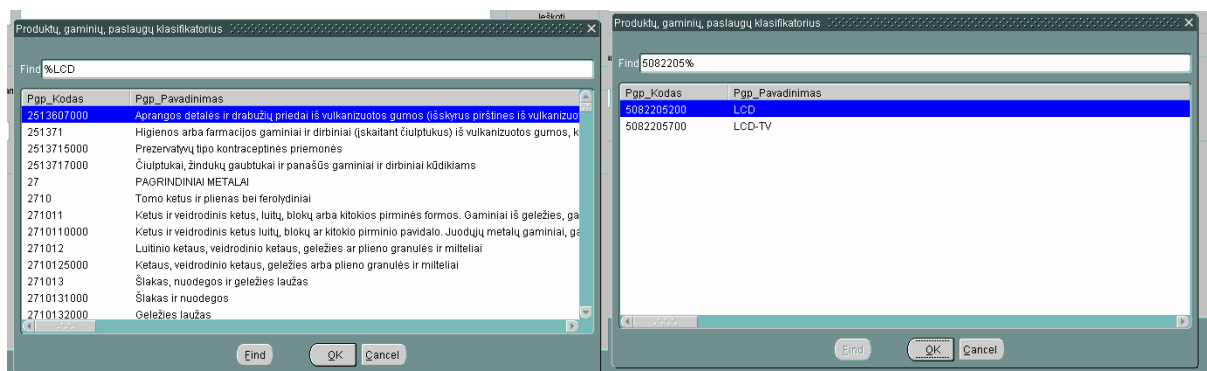 Ieškoti
Produktų, gaminių, paslaugų klasifikatorius
Find %LCD
Pgp_Kodas Pgp_Pavadinimas
2513607000 Aprangos detalės ir drabužių priedai iš vulkanizuotos gumos (išskyrus pirštines iš vulkanizuo
251371 Higienos arba farmacijos gaminiai ir dirbiniai (įskaitant čiulptukus) iš vulkanizuotos gumos, k
2513715000 Prezervatyvų tipo kontraceptinės priemonės
2513717000 Čiulptukai, žindukų gaubtukai ir panašūs gaminiai ir dirbiniai kūdikiams
27 PAGRINDINIAI METALAI
2710 Tomo ketus ir plienas bei ferolydiniai
271011 Ketus ir veidrodinis ketus, luitų, blokų arba kitokios pirminės formos. Gaminiai iš geležies, ga
2710110000 Ketus ir veidrodinis ketus luitų, blokų ar kitokio pirminio pavidalo. Juodųjų metalų gaminiai, ga
271012 Luitinio ketaus, veidrodinio ketaus, geležies ar plieno granulės ir milteliai
2710125000 Ketaus, veidrodinio ketaus, geležies arba plieno granulės ir milteliai
271013 Šlakas, nuodegos ir geležies laužas
2710131000 Šlakas ir nuodegos
2710132000 Geležies laužas
Find OK Cancel
Produktų, gaminių, paslaugų klasifikatorius
Find 5082205%
Pgp_Kodas Pgp_Pavadinimas
5082205200 LCD
5082205700 LCD-TV
Find OK Cancel